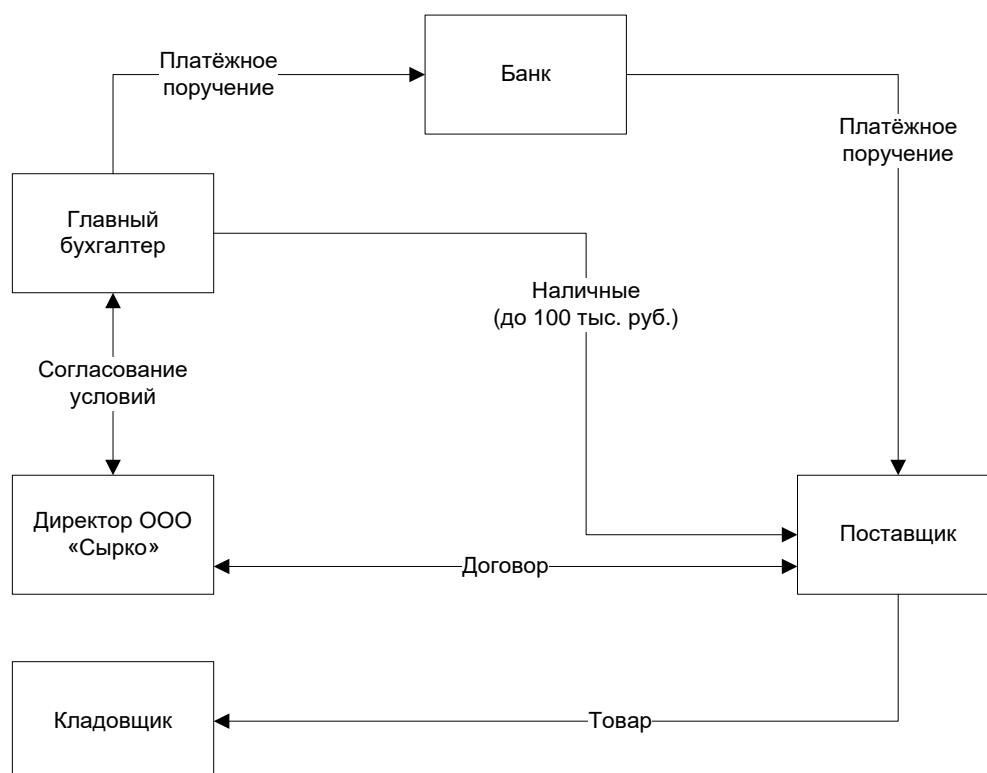 Платёжное
поручение
Банк
Платёжное
поручение
Главный
бухгалтер
Наличные
(до 100 тыс. руб.)
Согласование
условий
Директор ООО
«Сырко»
Поставщик
Договор
Кладовщик
Товар